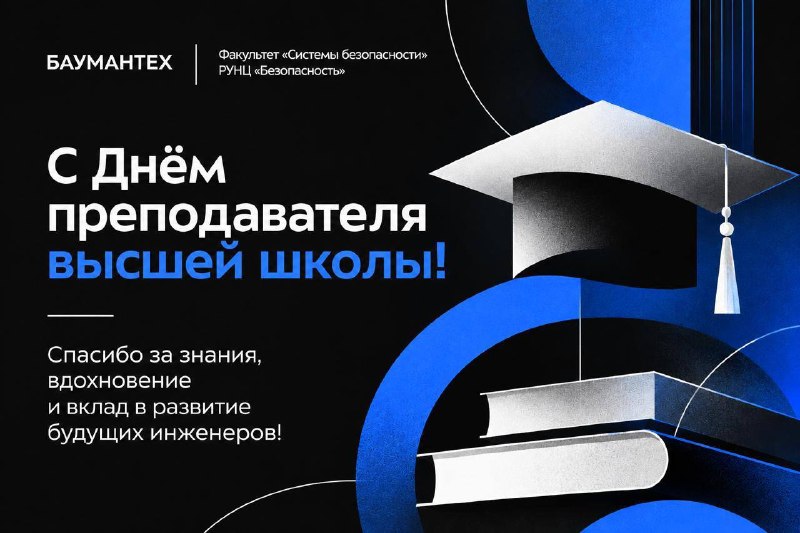 БАУМАНТЕХ
Факультет «Системы безопасности»
РУНЦ «Безопасность»
С Днём
преподавателя
высшей школы!
Спасибо за знания,
вдохновение
и вклад в развитие
будущих инженеров!